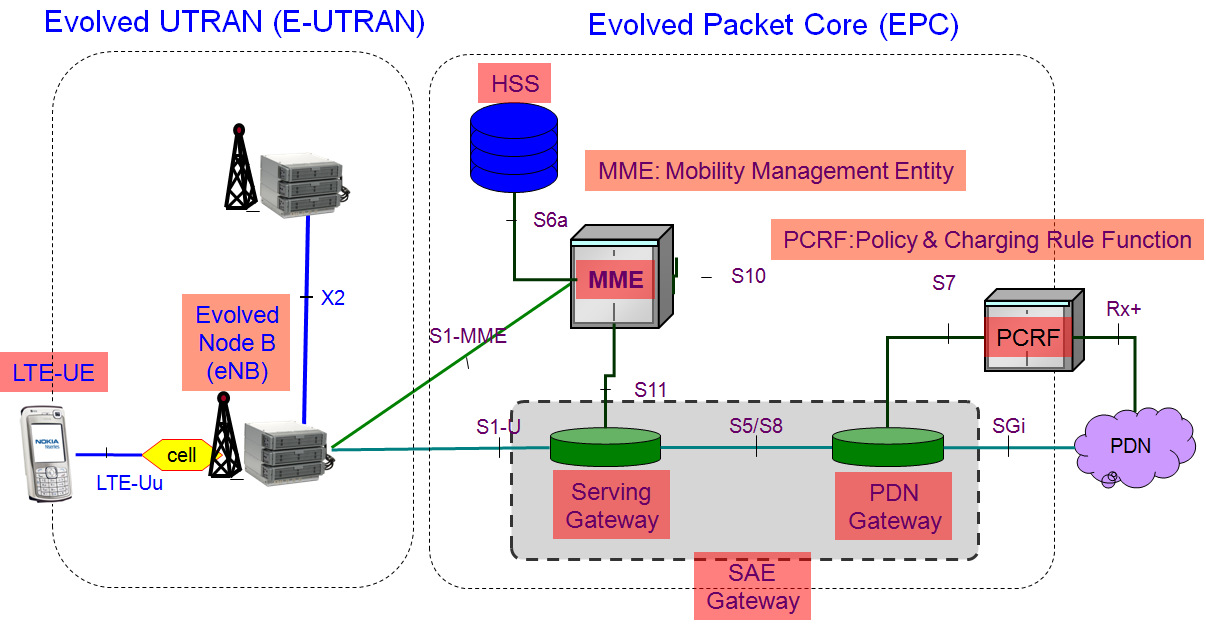 Evolved UTRAN (E-UTRAN)
Evolved Packet Core (EPC)
HSS
MME: Mobility Management Entity
S6a
PCRF:Policy & Charging Rule Function
MME
S10
S7
Rx+
X2
Evolved
Node B
(eNB)
S1-MME
PCRF
LTE-UE
S11
NOKIA
cell
S1-U
S5/S8
SGi
PDN
LTE-Uu
Serving
Gateway
PDN
Gateway
SAE
Gateway